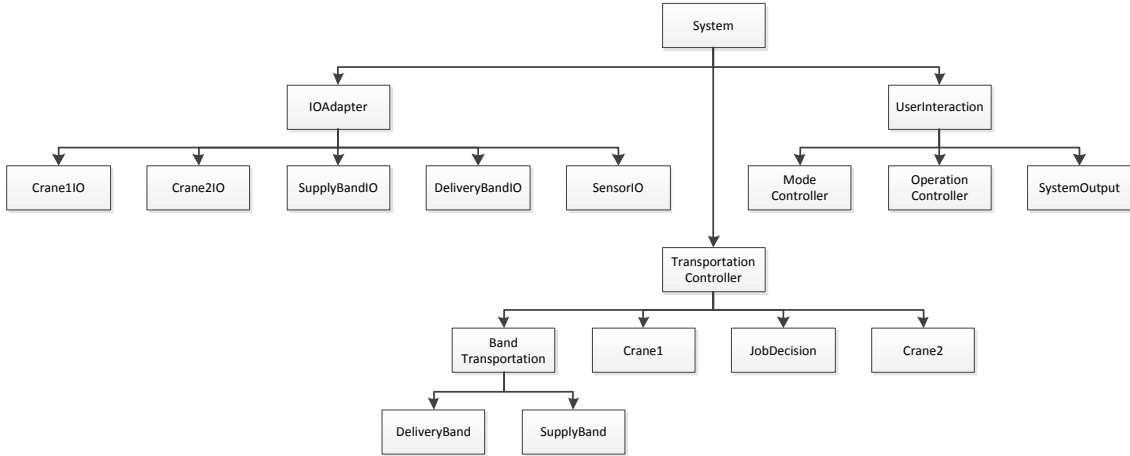 System
IOAdapter
UserInteraction
Crane1IO
Crane2IO
SupplyBandIO
DeliveryBandIO
SensorIO
Mode
Controller
Operation
Controller
SystemOutput
Transportation
Controller
Band
Transportation
Crane1
JobDecision
Crane2
DeliveryBand
SupplyBand